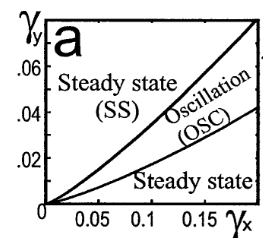 γy
a
.06
Steady state
(SS)
Oscillation
(OSC)
.04
.02
Steady state
0
0.05
0.1
0.15
γx